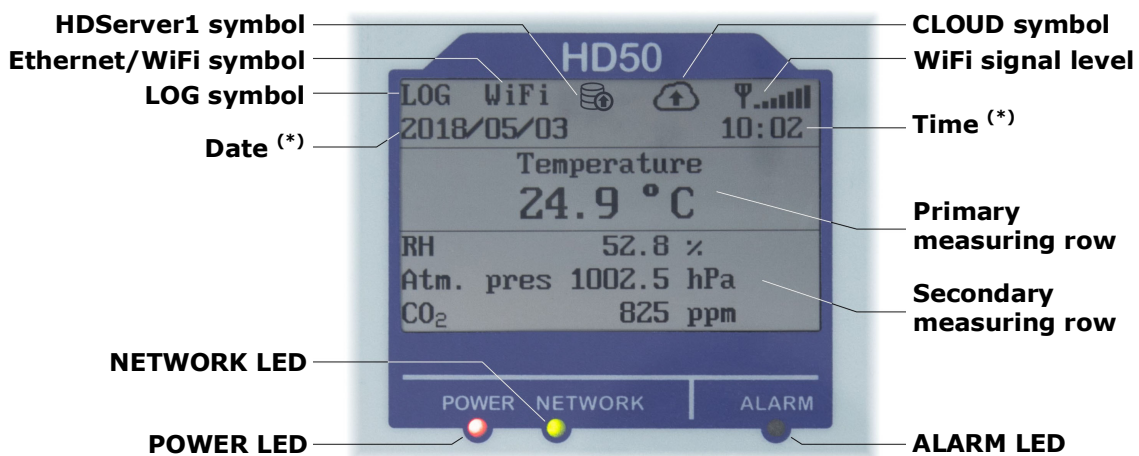 HDServer1 symbol
CLOUD symbol
Ethernet/WiFi symbol
WiFi signal level
LOG symbol
Date (*)
Time (*)
HD50
LOG WiFi
2018/05/03 10:02
Temperature
24.9 °C
RH 52.8 %
Atm. pres 1002.5 hPa
CO₂ 825 ppm
Primary
measuring row
Secondary
measuring row
NETWORK LED
POWER NETWORK ALARM
POWER LED
ALARM LED